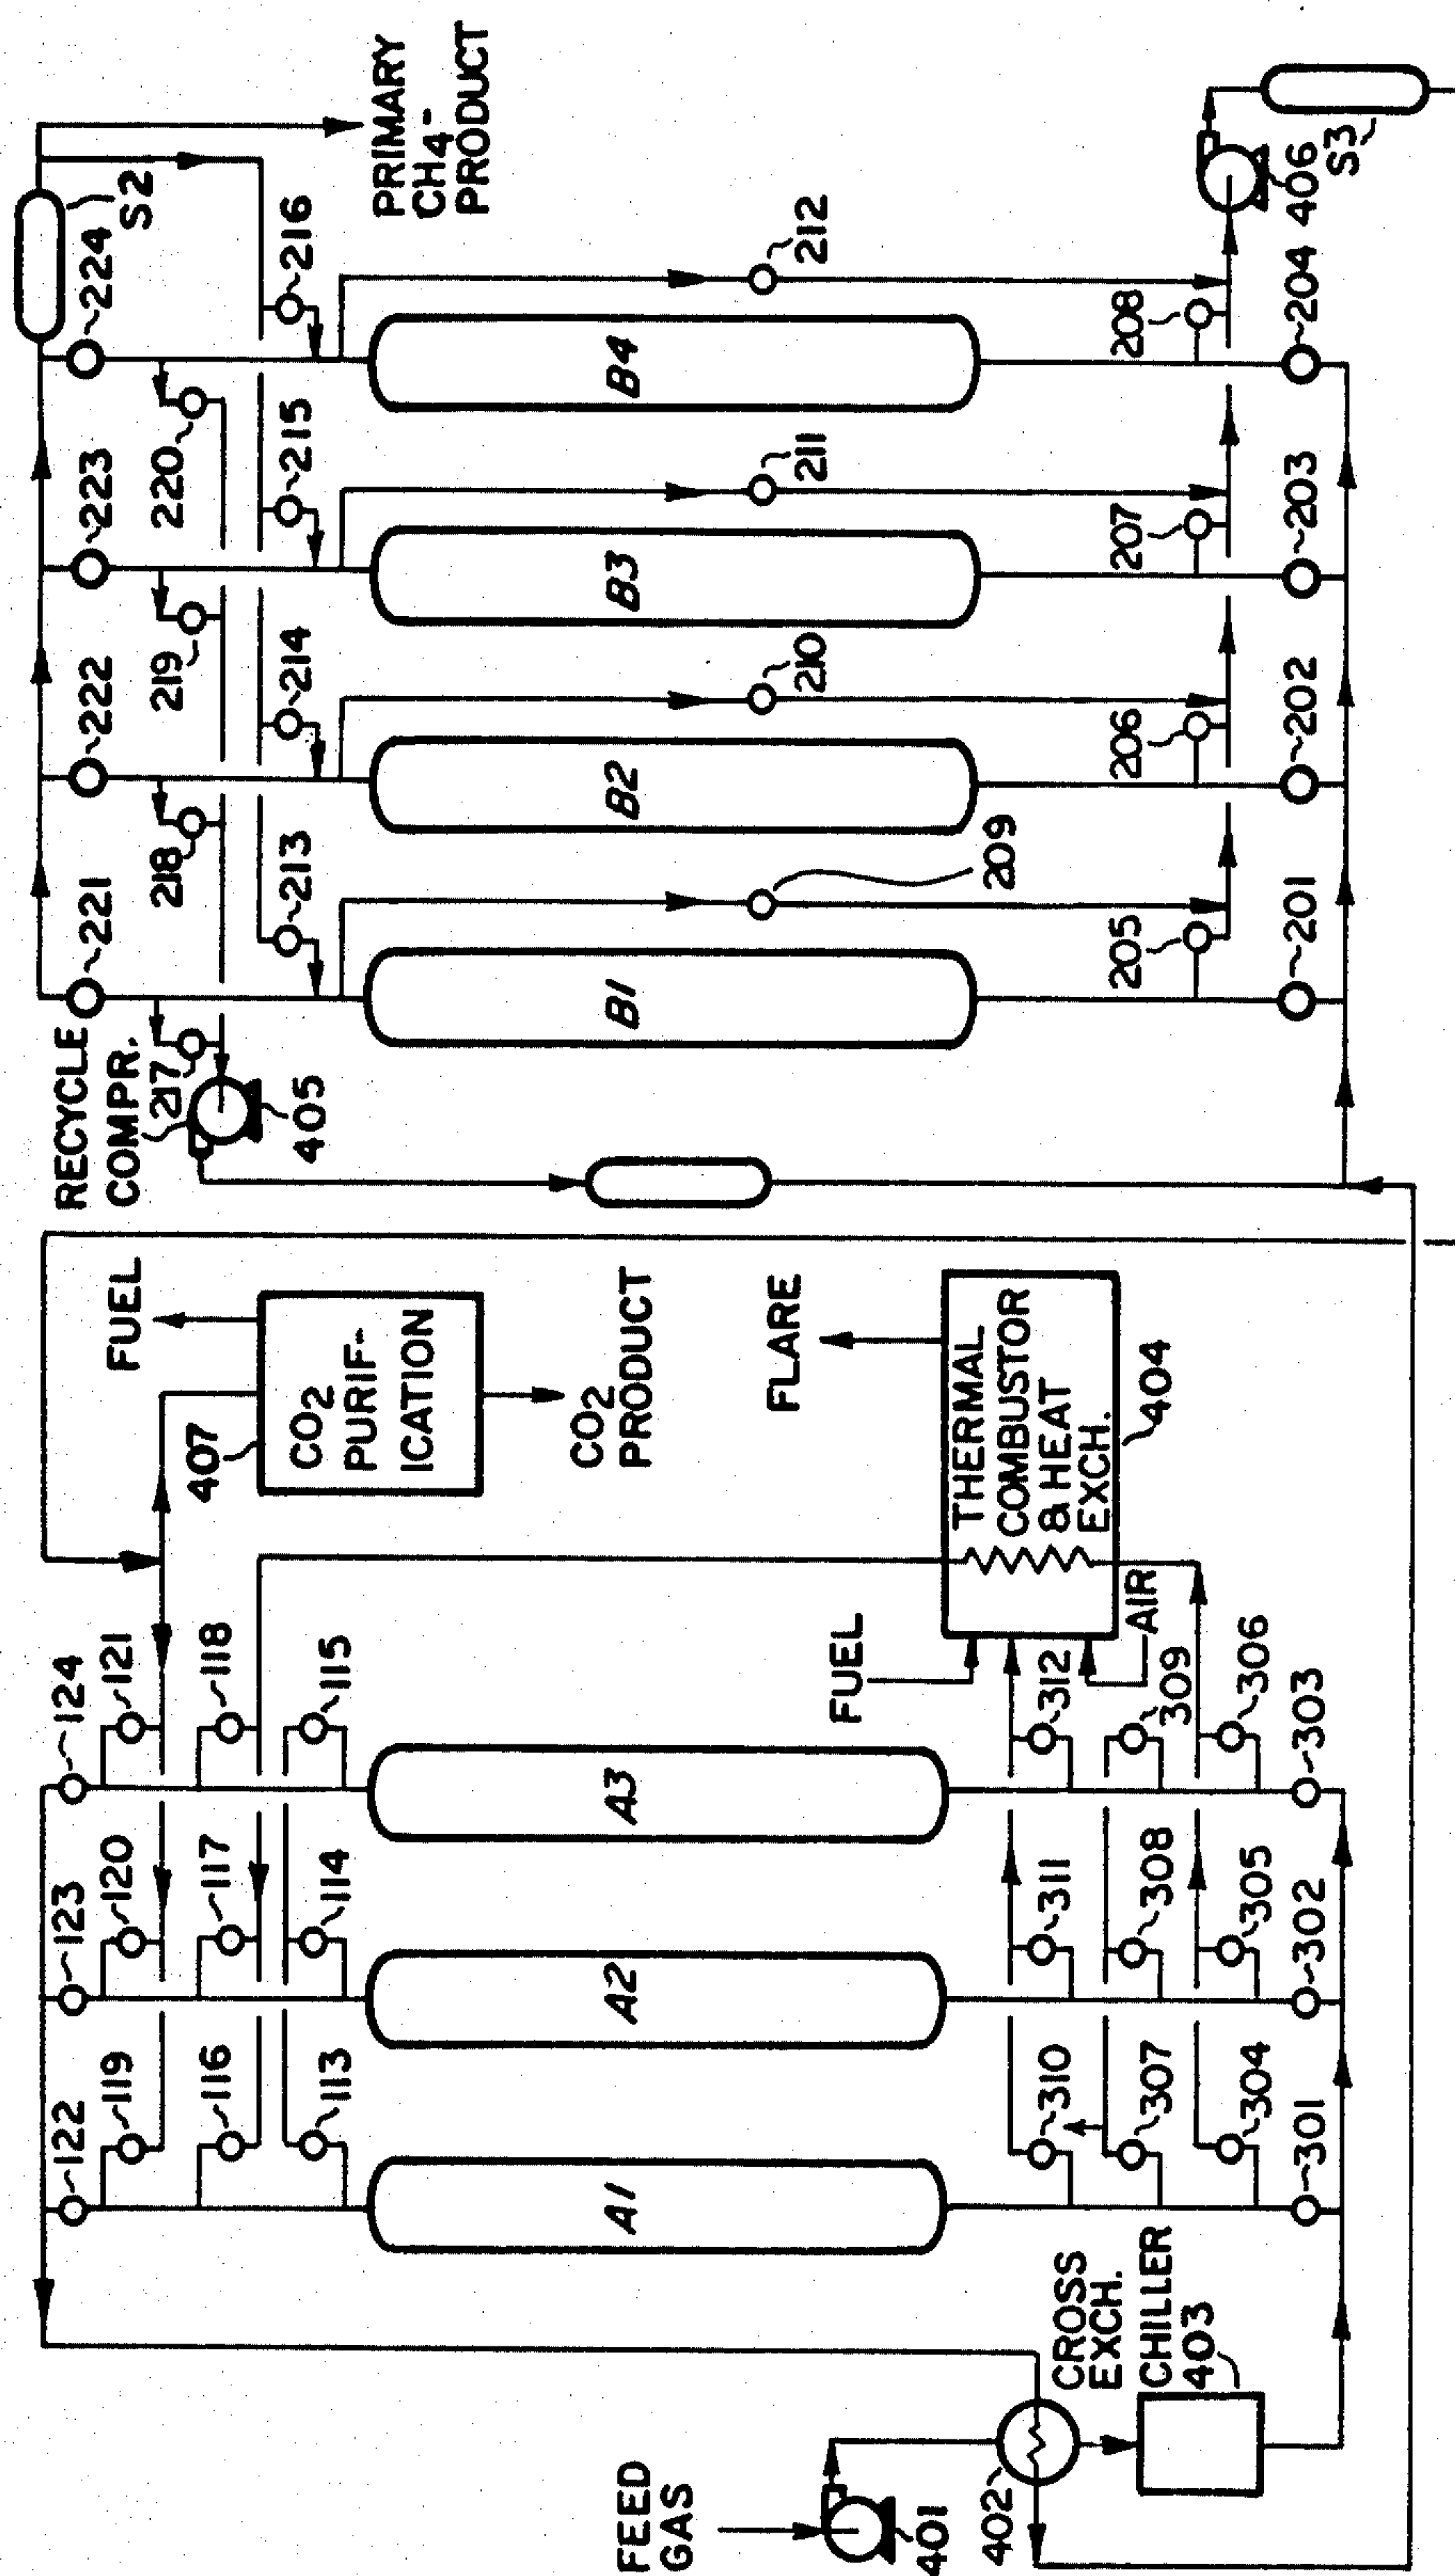 FEED
GAS
401
402
CROSS
EXCH.
CHILLER
403
122
119
116
113
A1
310
307
304
301
123
120
117
114
A2
311
308
305
302
124
121
118
115
A3
312
309
306
303
FUEL
AIR
THERMAL
COMBUSTOR
& HEAT
EXCH.
404
FLARE
407
CO2
PURIF-
ICATION
FUEL
CO2
PRODUCT
RECYCLE
COMPR.
405
221
217
213
B1
209
205
201
222
218
214
B2
210
206
202
223
219
215
B3
211
207
203
224
220
216
B4
212
208
204
S2
PRIMARY
CH4-
PRODUCT
406
S3